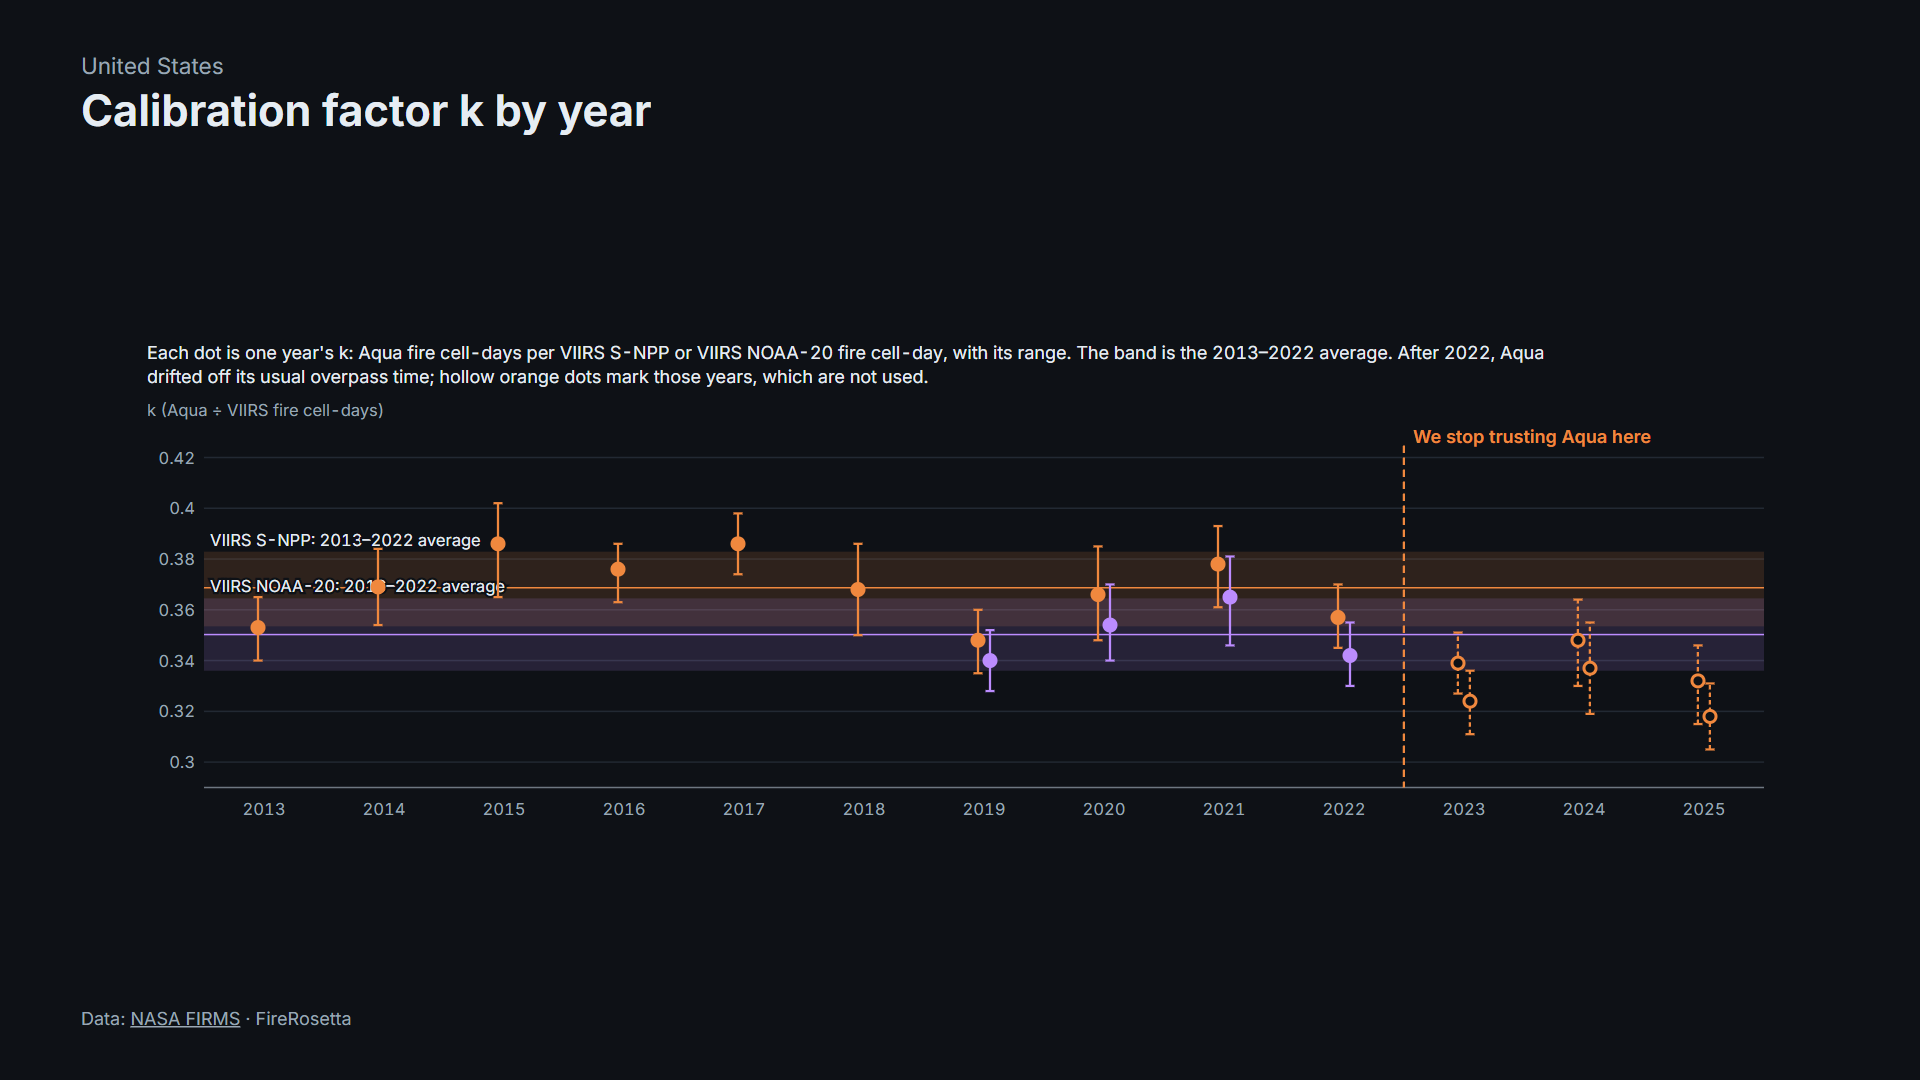 United States
Calibration factor k by year
Each dot is one year's k: Aqua fire cell-days per VIIRS S-NPP or VIIRS NOAA-20 fire cell-day, with its range. The band is the 2013–2022 average. After 2022, Aqua
drifted off its usual overpass time; hollow orange dots mark those years, which are not used.
k (Aqua ÷ VIIRS fire cell-days)
We stop trusting Aqua here
0.42
0.4
VIIRS S-NPP: 2013–2022 average
0.38
VIIRS NOAA-20: 2013–2022 average
0.36
0.34
0.32
0.3
2013 2014 2015 2016 2017 2018 2019 2020 2021 2022 2023 2024 2025
Data: NASA FIRMS · FireRosetta